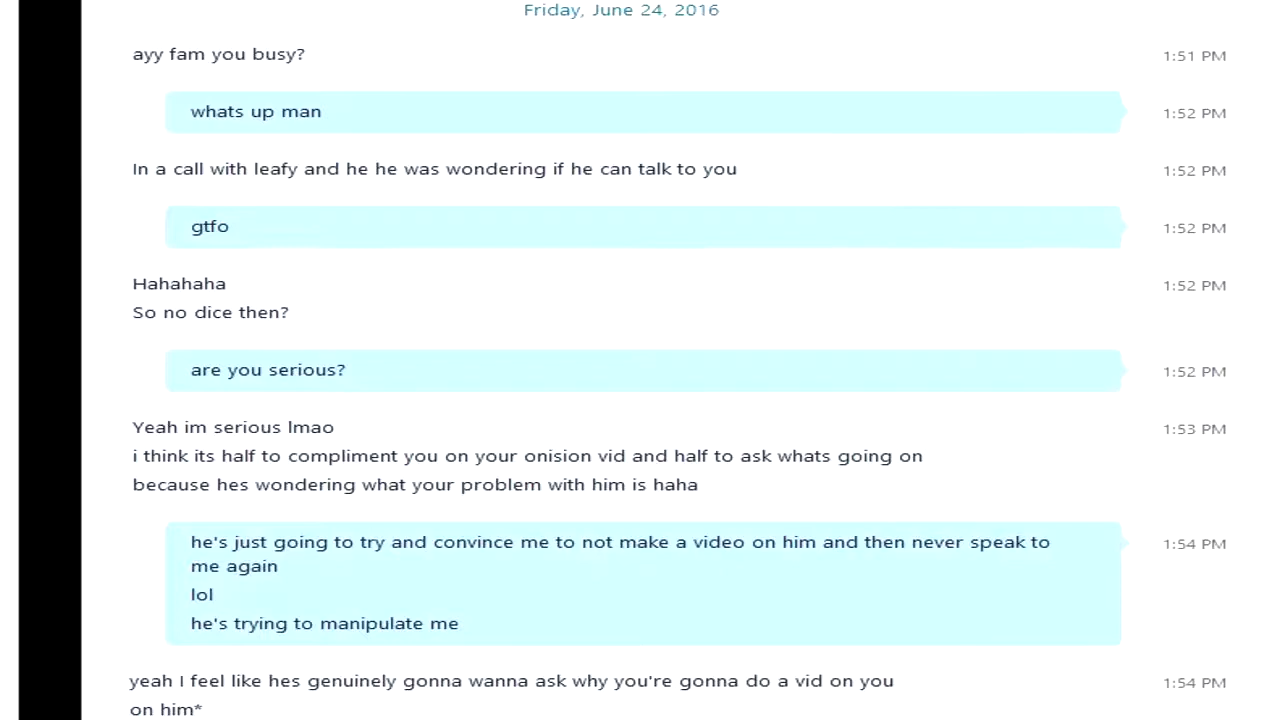 Friday, June 24, 2016
ayy fam you busy? 1:51 PM
whats up man 1:52 PM
In a call with leafy and he he was wondering if he can talk to you 1:52 PM
gtfo 1:52 PM
Hahahaha 1:52 PM
So no dice then?
are you serious? 1:52 PM
Yeah im serious lmao 1:53 PM
i think its half to compliment you on your onision vid and half to ask whats going on
because hes wondering what your problem with him is haha
he's just going to try and convince me to not make a video on him and then never speak to 1:54 PM
me again
lol
he's trying to manipulate me
yeah I feel like hes genuinely gonna wanna ask why you're gonna do a vid on you 1:54 PM
on him*